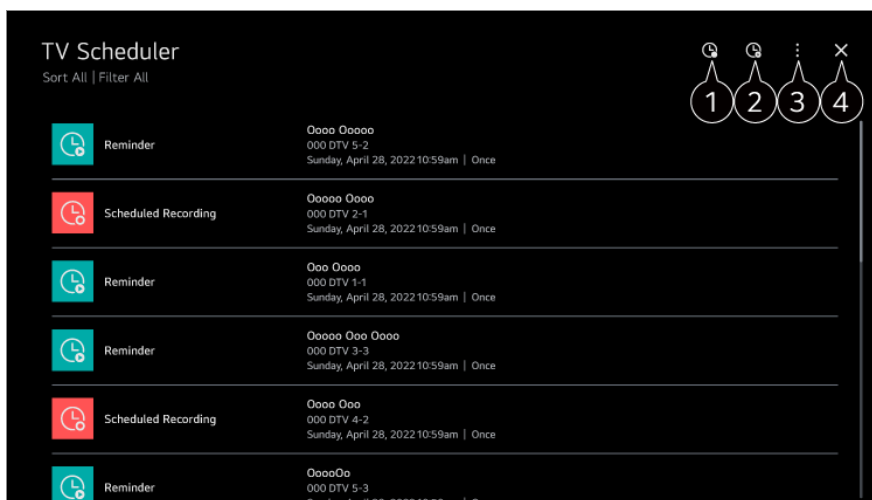 TV Scheduler
Sort All | Filter All
1 2 3 4
Reminder
Oooo Ooooo
000 DTV 5-2
Sunday, April 28, 2022 10:59am | Once
Scheduled Recording
Ooooo Oooo
000 DTV 2-1
Sunday, April 28, 2022 10:59am | Once
Reminder
Ooo Oooo
000 DTV 1-1
Sunday, April 28, 2022 10:59am | Once
Reminder
Ooooo Ooo Oooo
000 DTV 3-3
Sunday, April 28, 2022 10:59am | Once
Scheduled Recording
Oooo Ooo
000 DTV 4-2
Sunday, April 28, 2022 10:59am | Once
Reminder
OoooOo
000 DTV 5-3